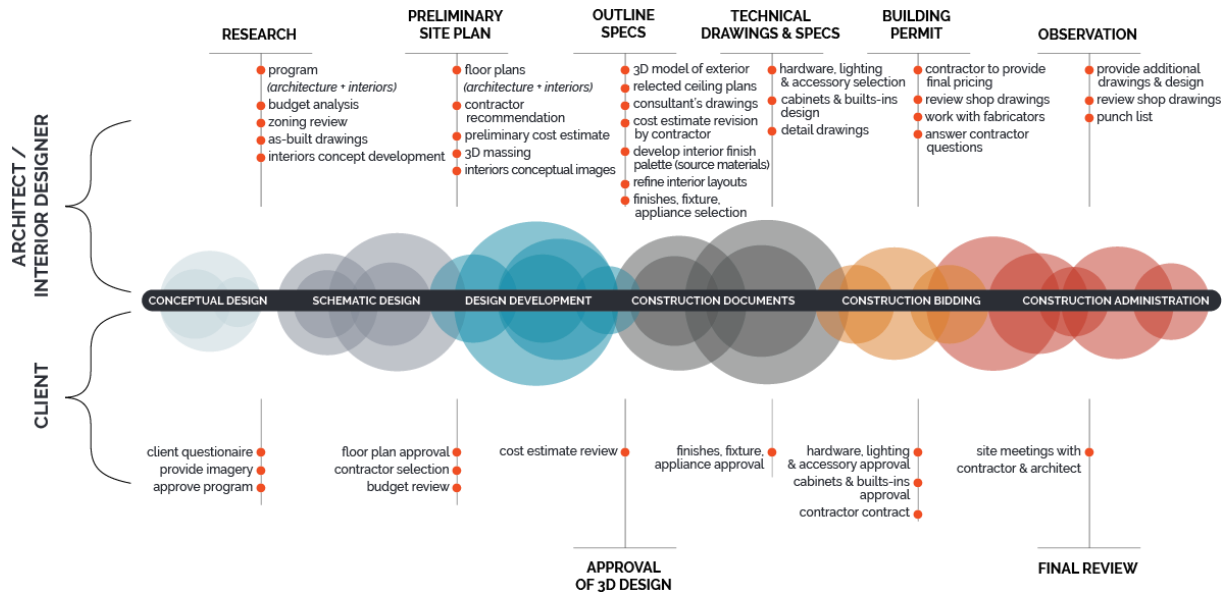 RESEARCH
program
(architecture + interiors)
budget analysis
zoning review
as-built drawings
interiors concept development
PRELIMINARY
SITE PLAN
floor plans
(architecture + interiors)
contractor
recommendation
preliminary cost estimate
3D massing
interiors conceptual images
OUTLINE
SPECS
3D model of exterior
relected ceiling plans
consultant's drawings
cost estimate revision
by contractor
develop interior finish
palette (source materials)
refine interior layouts
finishes, fixture,
appliance selection
TECHNICAL
DRAWINGS & SPECS
hardware, lighting
& accessory selection
cabinets & builts-ins
design
detail drawings
BUILDING
PERMIT
contractor to provide
final pricing
review shop drawings
work with fabricators
answer contractor
questions
OBSERVATION
provide additional
drawings & design
review shop drawings
punch list
ARCHITECT /
INTERIOR DESIGNER
CONCEPTUAL DESIGN
SCHEMATIC DESIGN
DESIGN DEVELOPMENT
CONSTRUCTION DOCUMENTS
CONSTRUCTION BIDDING
CONSTRUCTION ADMINISTRATION
CLIENT
client questionaire
provide imagery
approve program
floor plan approval
contractor selection
budget review
cost estimate review
APPROVAL
OF 3D DESIGN
finishes, fixture,
appliance approval
hardware, lighting
& accessory approval
cabinets & builts-ins
approval
contractor contract
site meetings with
contractor & architect
FINAL REVIEW